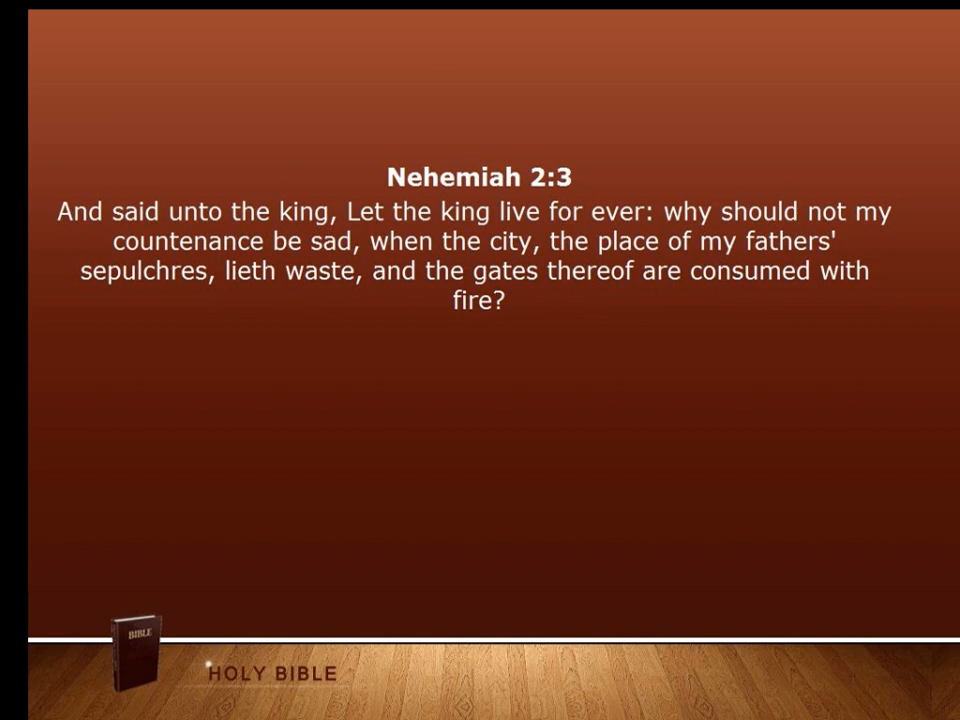 Nehemiah 2:3
And said unto the king, Let the king live for ever: why should not my
countenance be sad, when the city, the place of my fathers'
sepulchres, lieth waste, and the gates thereof are consumed with
fire?
BIBLE
HOLY BIBLE